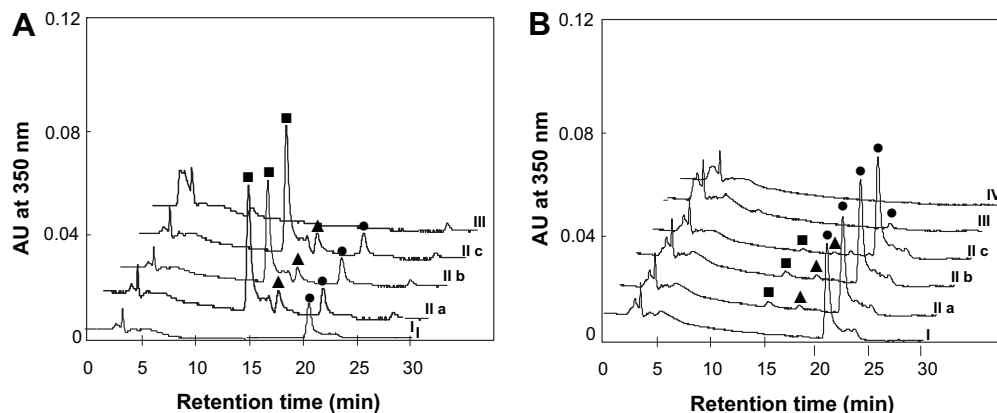 A
0.12
0.08
0.04
0
AU at 350 nm
III
II c
II b
II a
I
0 5 10 15 20 25 30
Retention time (min)
B
0.12
0.08
0.04
0
AU at 350 nm
IV
III
II c
II b
II a
I
0 5 10 15 20 25 30
Retention time (min)